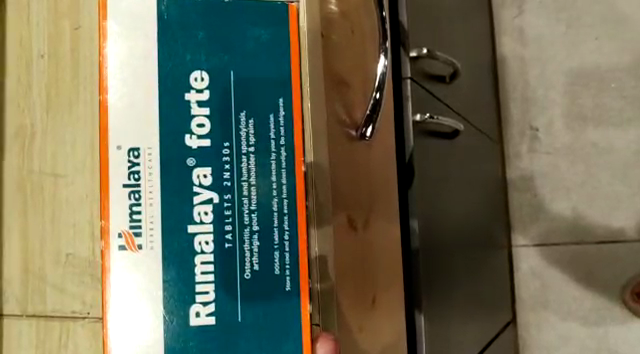 Himalaya®
HERBAL HEALTHCARE
Rumalaya® forte
TABLETS 2Nx30s
Osteoarthritis, cervical and lumbar spondylosis,
arthralgia, gout, frozen shoulder & sprains.
DOSAGE: 1 tablet twice daily, or as directed by your physician.
Store in a cool and dry place, away from direct sunlight. Do not refrigerate.